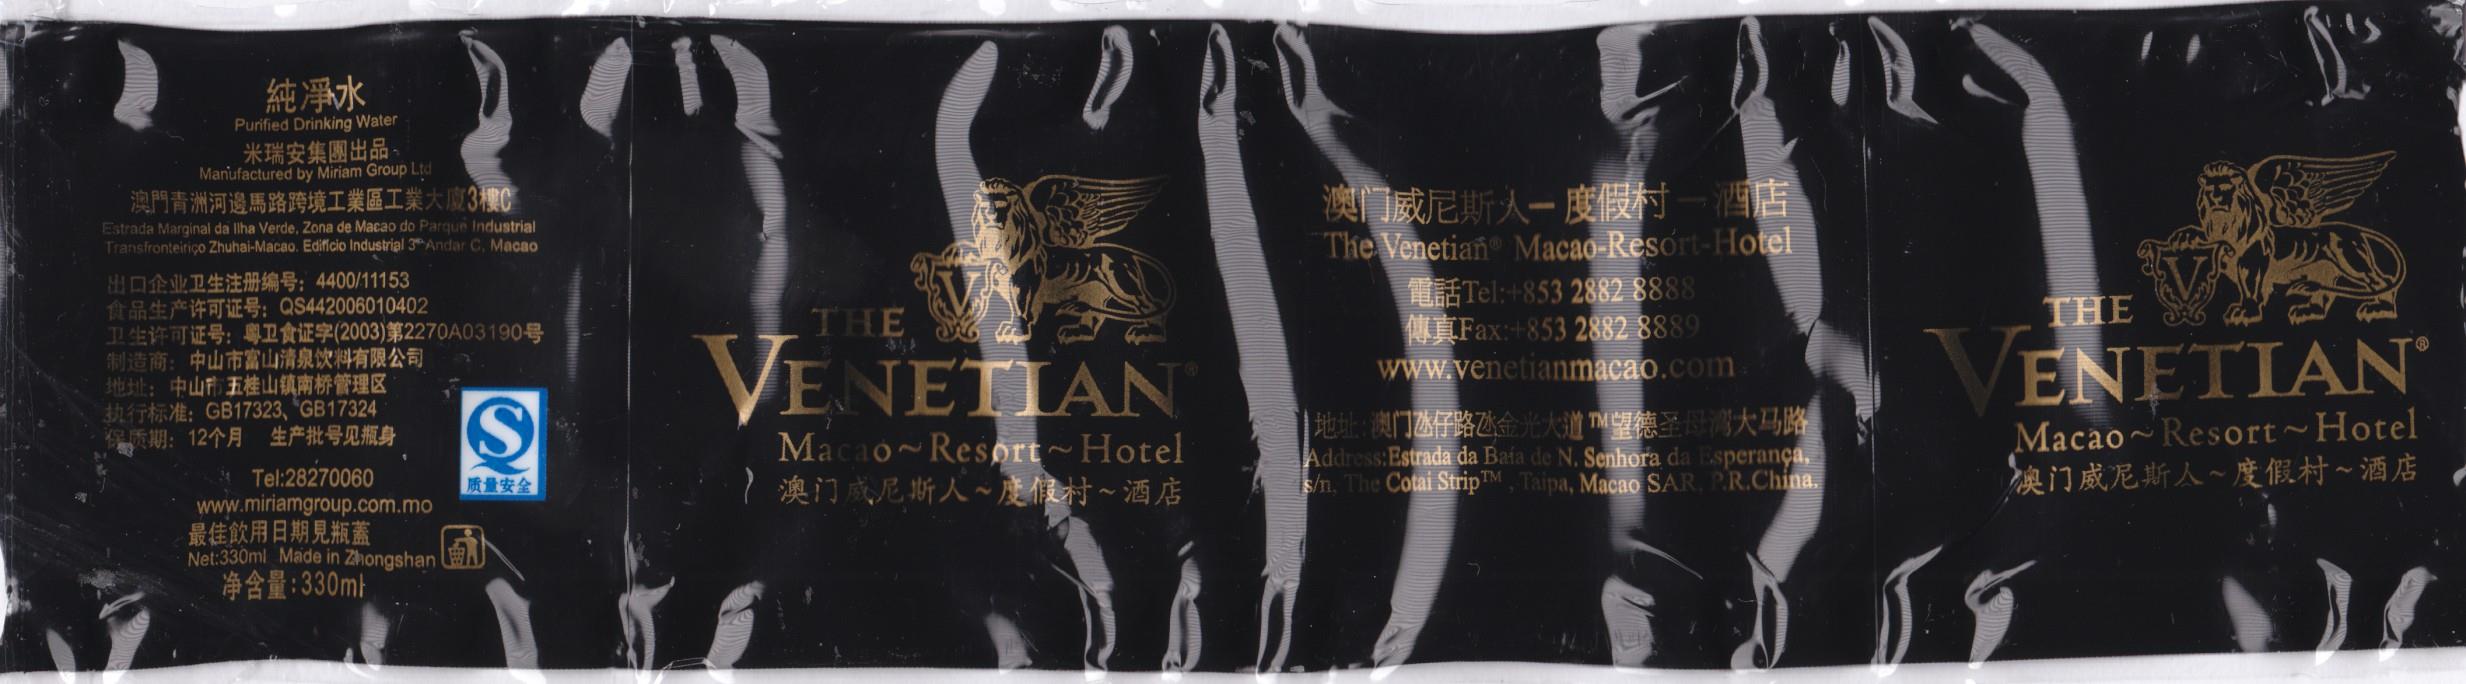 純凈水
Purified Drinking Water
米瑞安集團出品
Manufactured by Miriam Group Ltd
澳門青洲河邊馬路跨境工業區工業大廈3樓C
Estrada Marginal da Ilha Verde, Zona de Macao do Parque Industrial
Transfronteiriço Zhuhai-Macao. Edifício Industrial 3º Andar C, Macao
出口企业卫生注册编号：4400/11153
食品生产许可证号：QS442006010402
卫生许可证号：粤卫食证字(2003)第2270A03190号
制造商：中山市富山清泉饮料有限公司
地址：中山市五桂山镇南桥管理区
执行标准：GB17323、GB17324
保质期：12个月 生产批号见瓶身
质量安全
Tel:28270060
www.miriamgroup.com.mo
最佳飲用日期見瓶蓋
Net:330ml Made in Zhongshan
净含量:330ml
V
THE
VENETIAN®
Macao~Resort~Hotel
澳门威尼斯人~度假村~酒店
澳门威尼斯人－度假村－酒店
The Venetian® Macao-Resort-Hotel
電話Tel:+853 2882 8888
傳真Fax:+853 2882 8889
www.venetianmacao.com
地址:澳门氹仔路氹金光大道™望德圣母湾大马路
Address:Estrada da Baía de N. Senhora da Esperança,
s/n, The Cotai Strip™ , Taipa, Macao SAR, P.R.China.
V
THE
VENETIAN®
Macao~Resort~Hotel
澳门威尼斯人~度假村~酒店